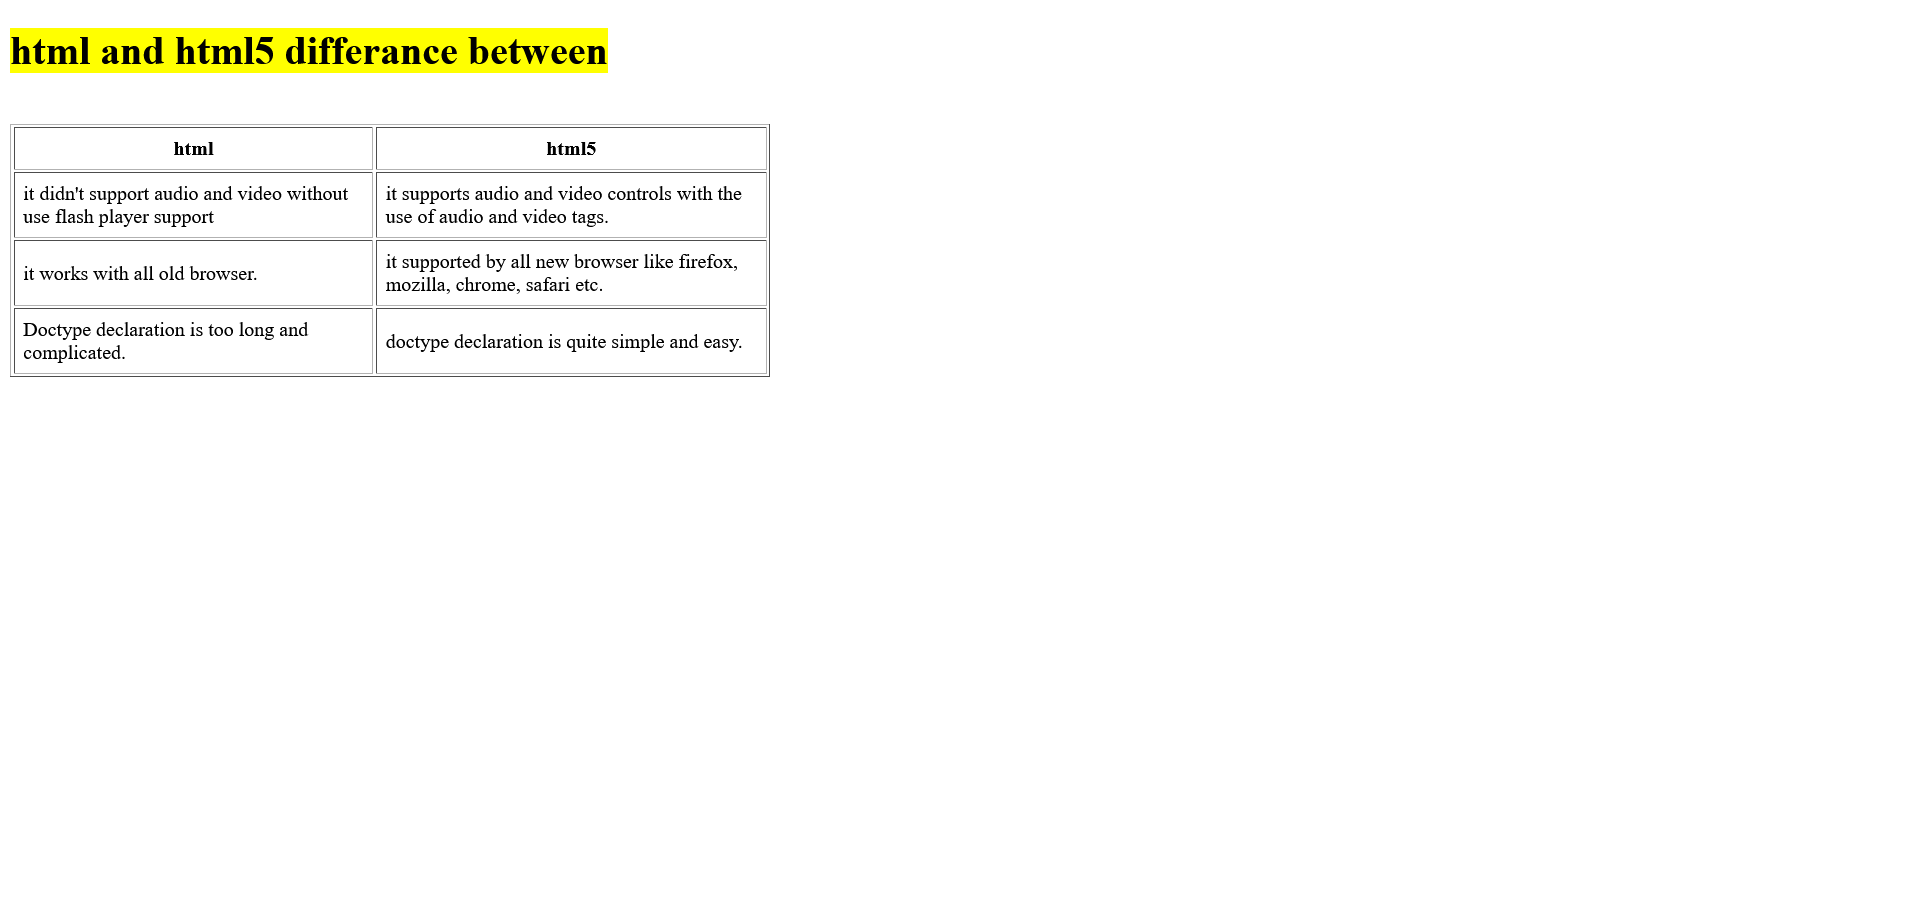 html and html5 differance between
html
html5
it didn't support audio and video without
use flash player support
it supports audio and video controls with the
use of audio and video tags.
it works with all old browser.
it supported by all new browser like firefox,
mozilla, chrome, safari etc.
Doctype declaration is too long and
complicated.
doctype declaration is quite simple and easy.